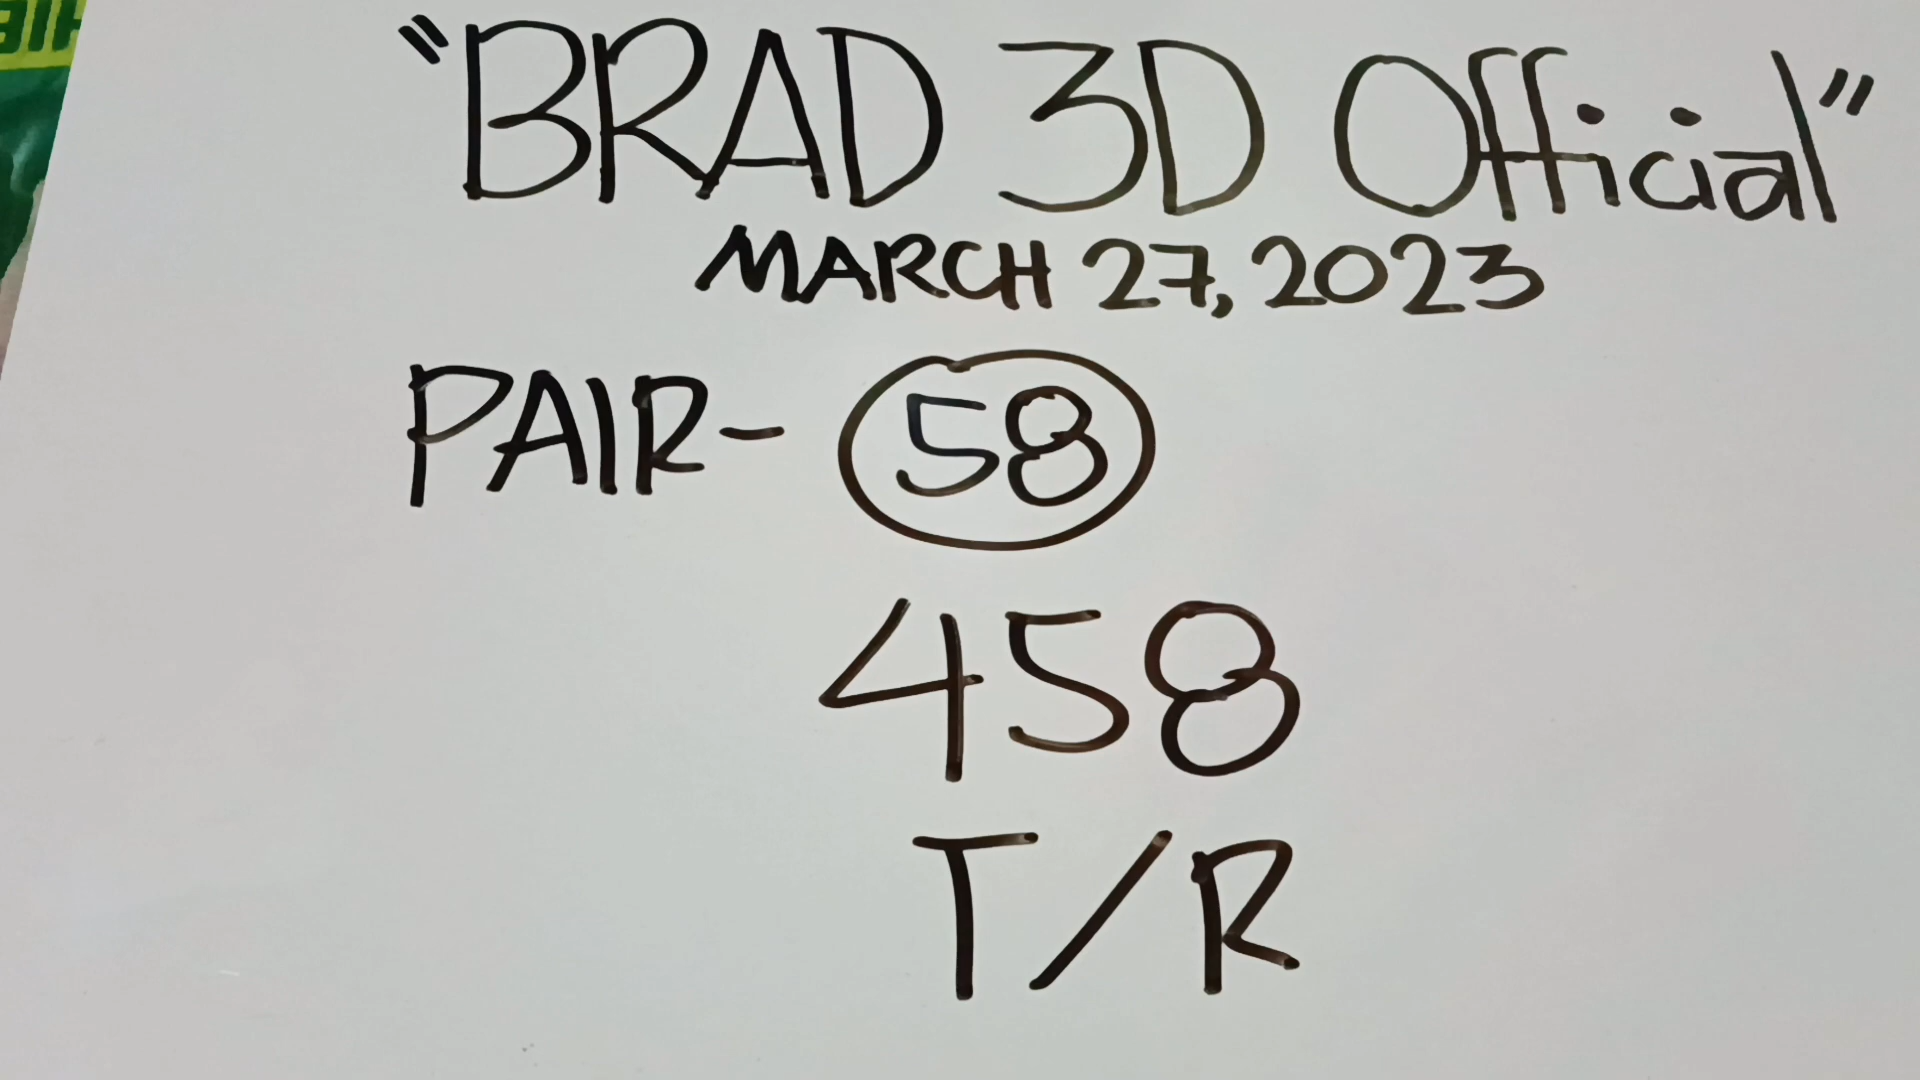 "BRAD 3D Official"
MARCH 27, 2023
PAIR- 58
458
T/R